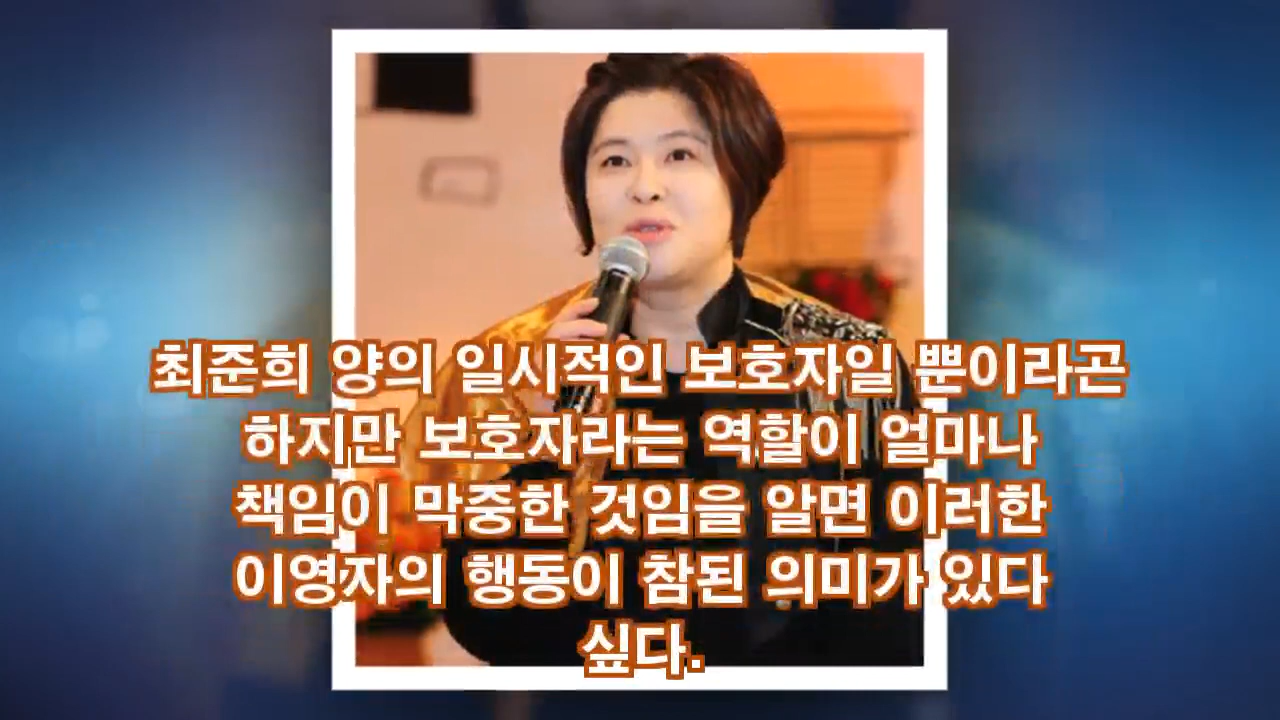 최준희 양의 일시적인 보호자일 뿐이라곤
하지만 보호자라는 역할이 얼마나
책임이 막중한 것임을 알면 이러한
이영자의 행동이 참된 의미가 있다
싶다.